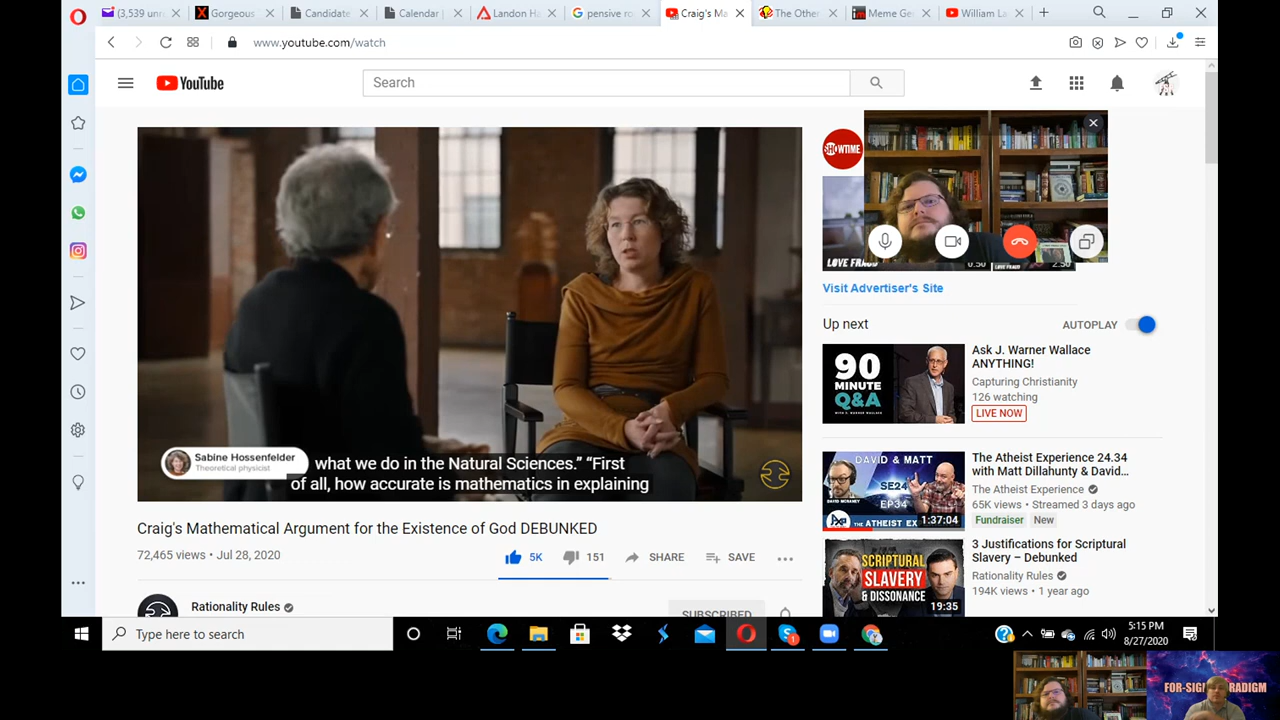 (3,539 unr
Gorgeous
Candidate
Calendar
Landon H
pensive ro
Craig's Ma
The Other
Meme Ge
William La
www.youtube.com/watch
YouTube
Search
SHOWTIME
LOVE FRAUD
0:50
LOVE FRAUD
2:50
Visit Advertiser's Site
Up next
AUTOPLAY
90
MINUTE
Q&A
Ask J. Warner Wallace
ANYTHING!
Capturing Christianity
126 watching
LIVE NOW
Sabine Hossenfelder
Theoretical physicist
what we do in the Natural Sciences.” “First
of all, how accurate is mathematics in explaining
DAVID & MATT
SE24
EP34
THE ATHEIST EX
1:37:04
The Atheist Experience 24.34
with Matt Dillahunty & David...
The Atheist Experience
65K views • Streamed 3 days ago
Fundraiser
New
Craig's Mathematical Argument for the Existence of God DEBUNKED
72,465 views • Jul 28, 2020
5K
151
SHARE
SAVE
SCRIPTURAL
SLAVERY
& DISSONANCE
19:35
3 Justifications for Scriptural
Slavery – Debunked
Rationality Rules
194K views • 1 year ago
Rationality Rules
SUBSCRIBED
Type here to search
5:15 PM
8/27/2020